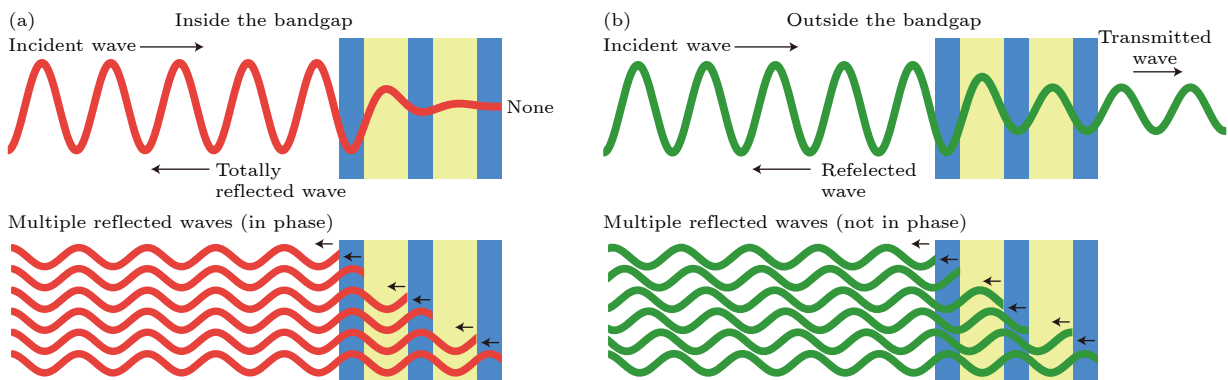 (a)
Inside the bandgap
Incident wave
None
Totally
reflected wave
Multiple reflected waves (in phase)
(b)
Outside the bandgap
Incident wave
Transmitted
wave
Refelected
wave
Multiple reflected waves (not in phase)